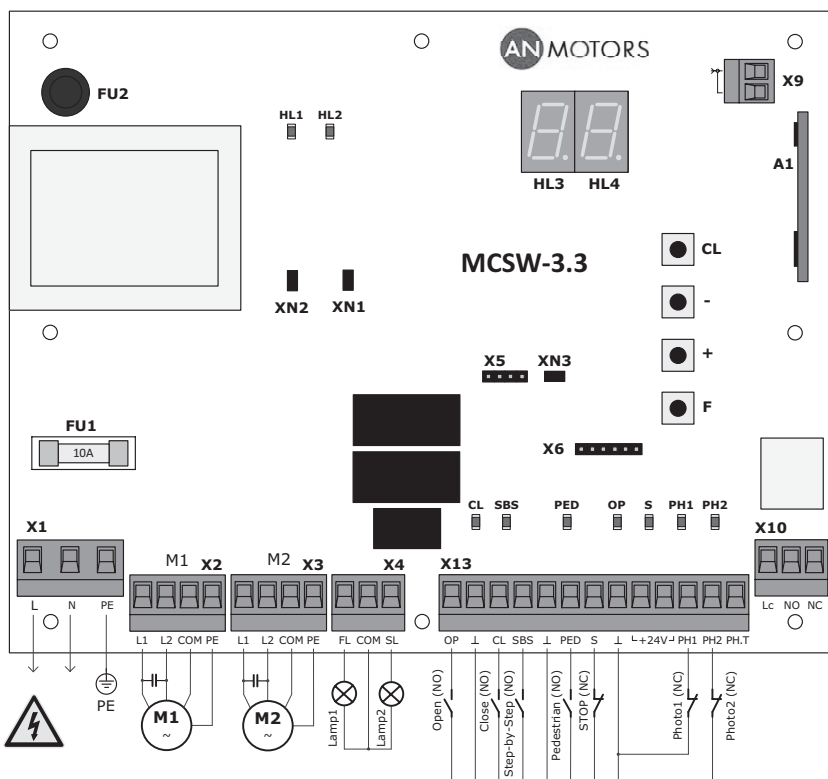 AN MOTORS
FU2
X9
HL1 HL2
A1
HL3 HL4
MCSW-3.3
CL
-
+
F
XN2 XN1
X5 XN3
FU1
10A
X6
CL SBS PED OP S PH1 PH2
X1
M1 X2
M2 X3
X4
X13
X10
L N PE
L1 L2 COM PE
L1 L2 COM PE
FL COM SL
OP ⊥ CL SBS ⊥ PED S ⊥ +24V PH1 PH2 PH.T
Lc NO NC
PE
M1
~
M2
~
Lamp1
Lamp2
Open (NO)
Close (NO)
Step-by-Step (NO)
Pedestrian (NO)
STOP (NC)
Photo1 (NC)
Photo2 (NC)